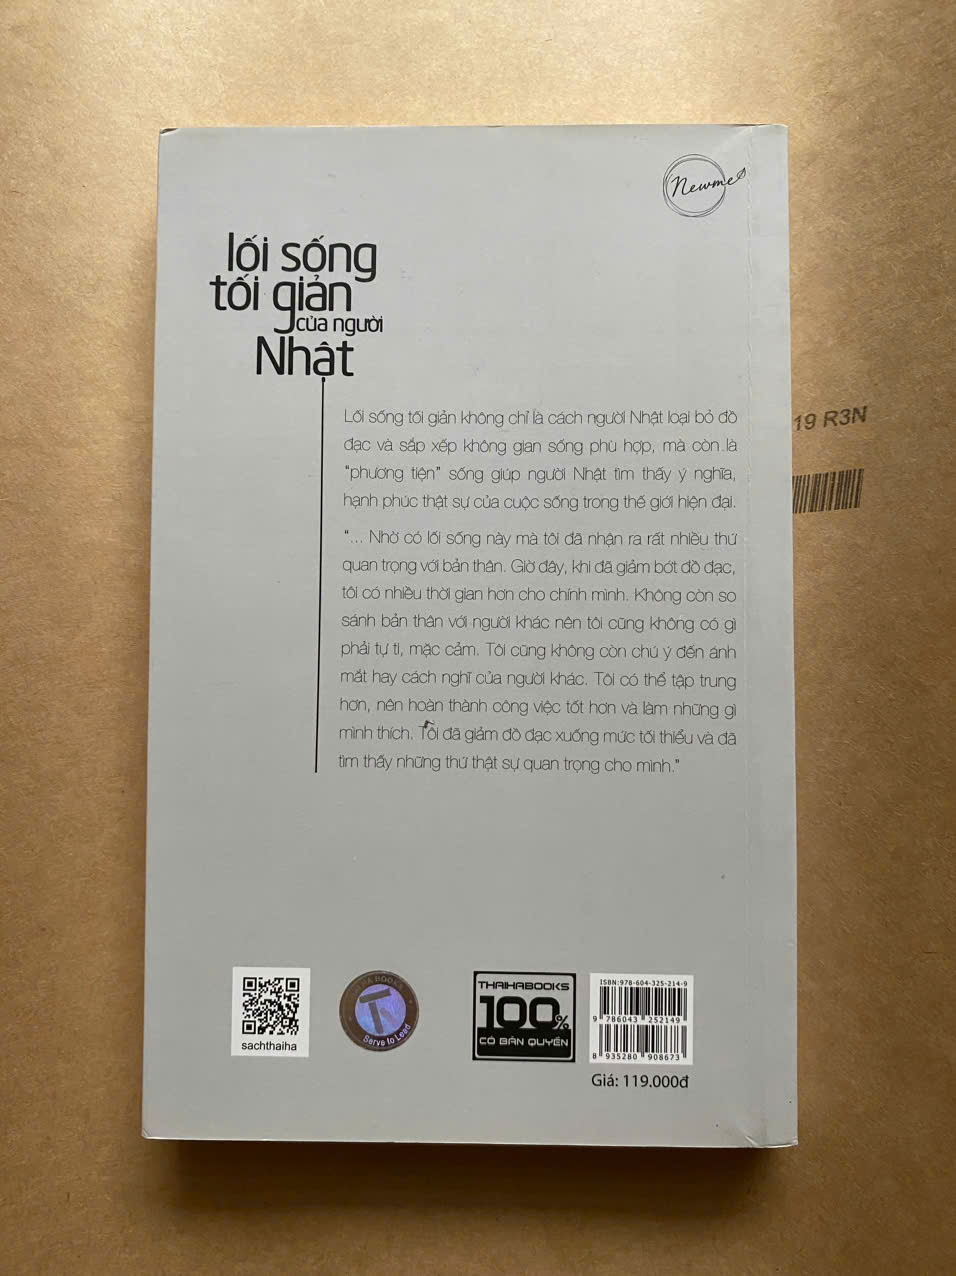 Newme
lối sống
tối giản
của người
Nhật
19 R3N
Lối sống tối giản không chỉ là cách người Nhật loại bỏ đồ
đạc và sắp xếp không gian sống phù hợp, mà còn là
"phương tiện" sống giúp người Nhật tìm thấy ý nghĩa,
hạnh phúc thật sự của cuộc sống trong thế giới hiện đại.
"... Nhờ có lối sống này mà tôi đã nhận ra rất nhiều thứ
quan trọng với bản thân. Giờ đây, khi đã giảm bớt đồ đạc,
tôi có nhiều thời gian hơn cho chính mình. Không còn so
sánh bản thân với người khác nên tôi cũng không có gì
phải tự ti, mặc cảm. Tôi cũng không còn chú ý đến ánh
mắt hay cách nghĩ của người khác. Tôi có thể tập trung
hơn, nên hoàn thành công việc tốt hơn và làm những gì
mình thích. Tôi đã giảm đồ đạc xuống mức tối thiểu và đã
tìm thấy những thứ thật sự quan trọng cho mình."
sachthaiha
BOOKS
Serve to Lead
THAIHABOOKS
100%
CÓ BẢN QUYỀN
ISBN:978-604-325-214-9
9 786043 252149
8 935280 908673
Giá: 119.000đ